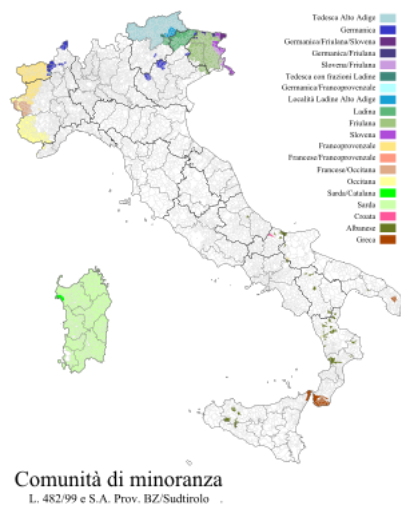 Tedesca Alto Adige
Germanica
Germanica/Friulana/Slovena
Germanica/Friulana
Slovena/Friulana
Tedesca con frazioni Ladine
Germanica/Francoprovenzale
Località Ladine Alto Adige
Ladina
Friulana
Slovena
Francoprovenzale
Francese/Francoprovenzale
Francese/Occitana
Occitana
Sarda/Catalana
Sarda
Croata
Albanese
Greca
Comunità di minoranza
L. 482/99 e S.A. Prov. BZ/Sudtirolo .